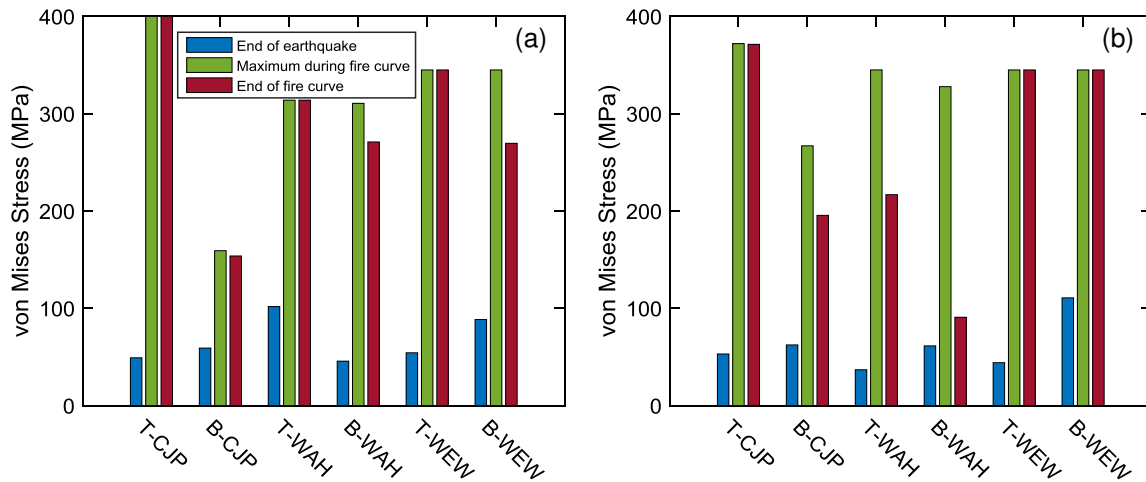 von Mises Stress (MPa)
400
300
200
100
0
(a)
End of earthquake
Maximum during fire curve
End of fire curve
T-CJP
B-CJP
T-WAH
B-WAH
T-WEW
B-WEW
von Mises Stress (MPa)
400
300
200
100
0
(b)
T-CJP
B-CJP
T-WAH
B-WAH
T-WEW
B-WEW